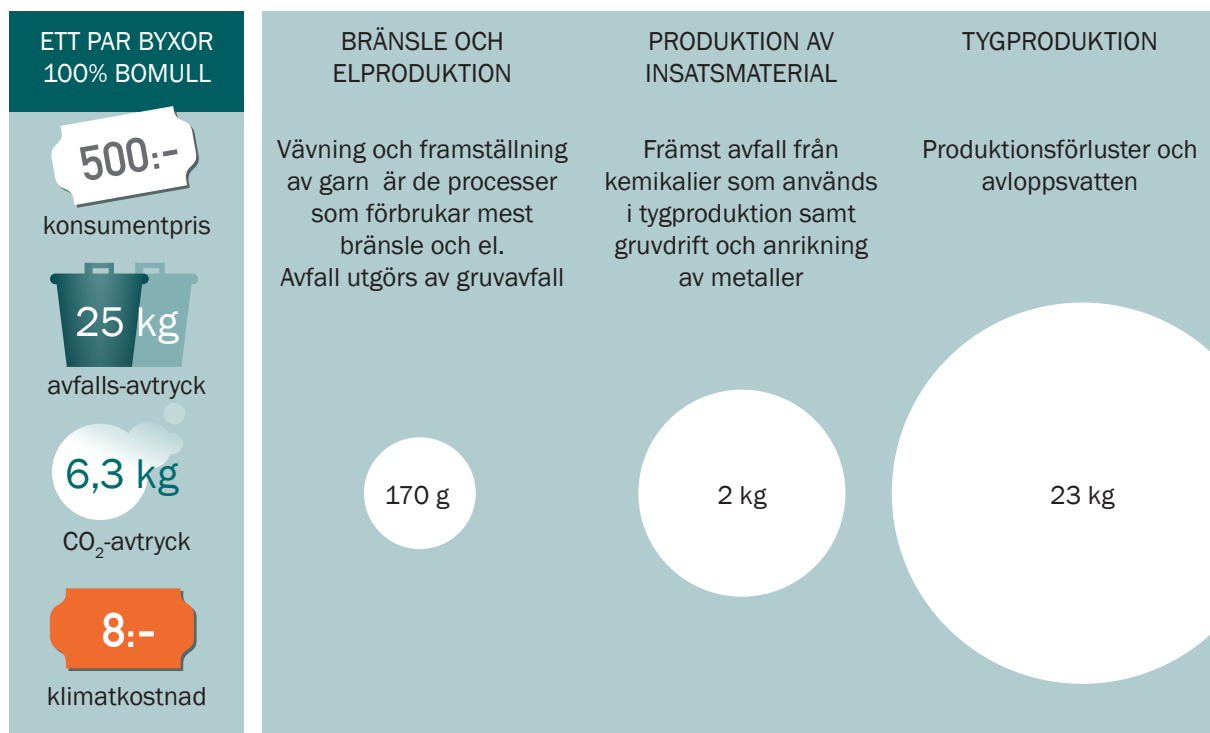 ETT PAR BYXOR
100% BOMULL
500:-
konsumentpris
25 kg
avfalls-avtryck
6,3 kg
CO₂-avtryck
8:-
klimatkostnad
BRÄNSLE OCH
ELPRODUKTION
Vävning och framställning
av garn är de processer
som förbrukar mest
bränsle och el.
Avfall utgörs av gruvavfall
170 g
PRODUKTION AV
INSATSMATERIAL
Främst avfall från
kemikalier som används
i tygproduktion samt
gruvdrift och anrikning
av metaller
2 kg
TYGPRODUKTION
Produktionsförluster och
avloppsvatten
23 kg